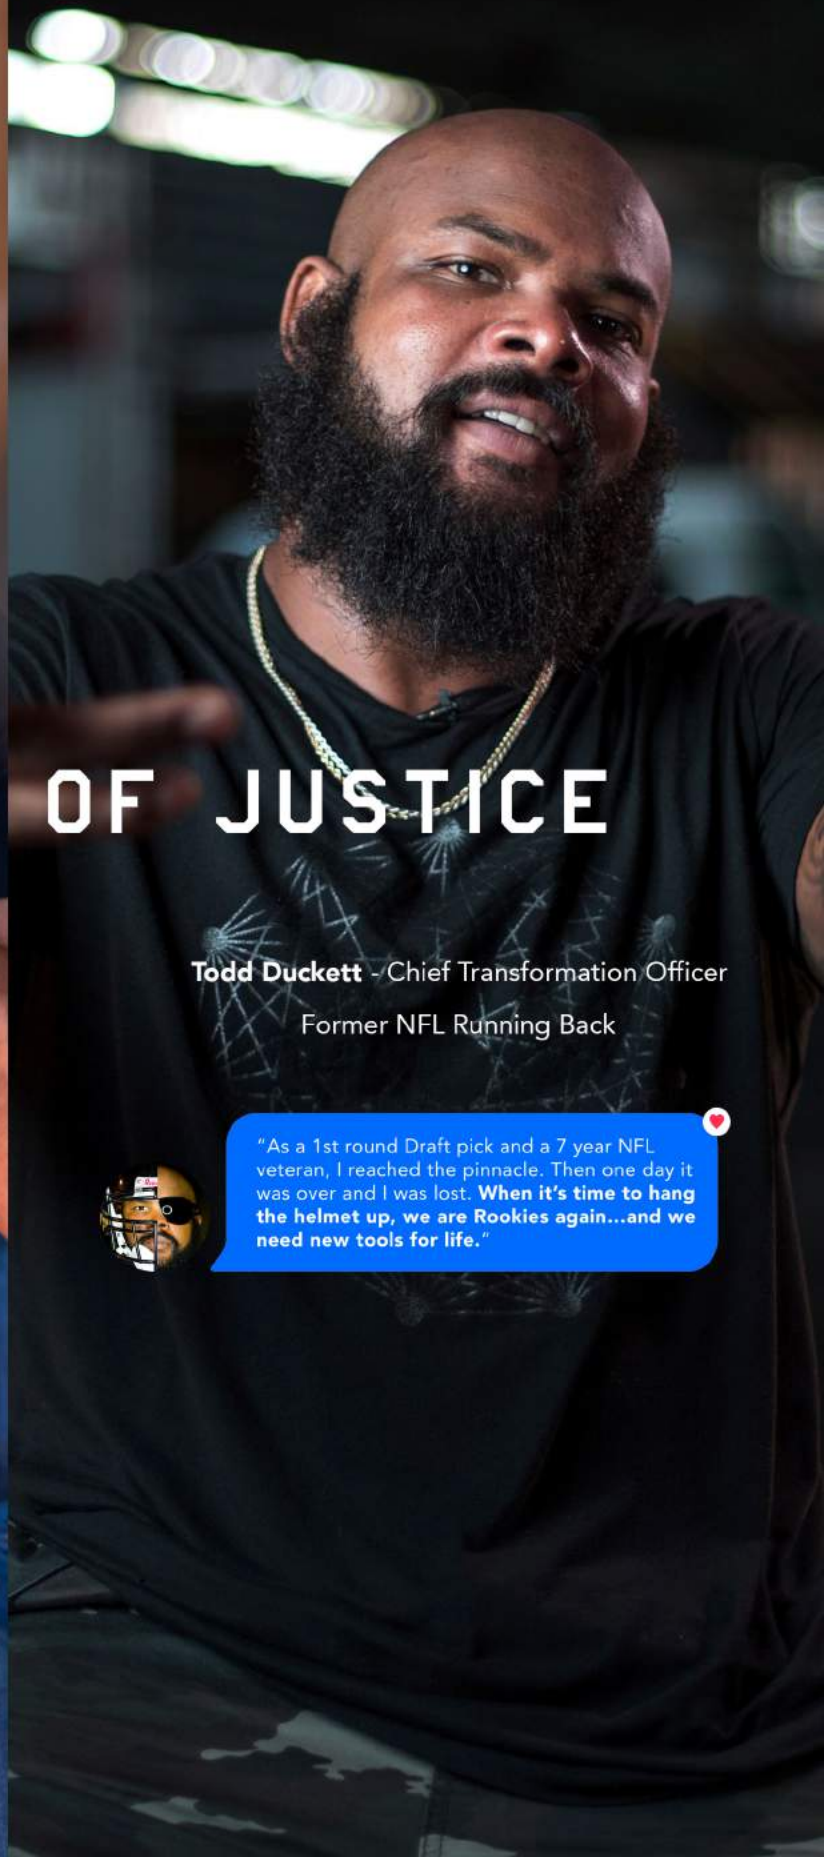 OF JUSTICE
Todd Duckett - Chief Transformation Officer
Former NFL Running Back
“As a 1st round Draft pick and a 7 year NFL
veteran, I reached the pinnacle. Then one day it
was over and I was lost. When it’s time to hang
the helmet up, we are Rookies again...and we
need new tools for life.”